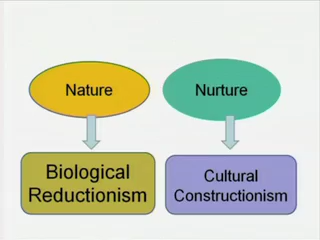 Nature
Nurture
Biological
Reductionism
Cultural
Constructionism